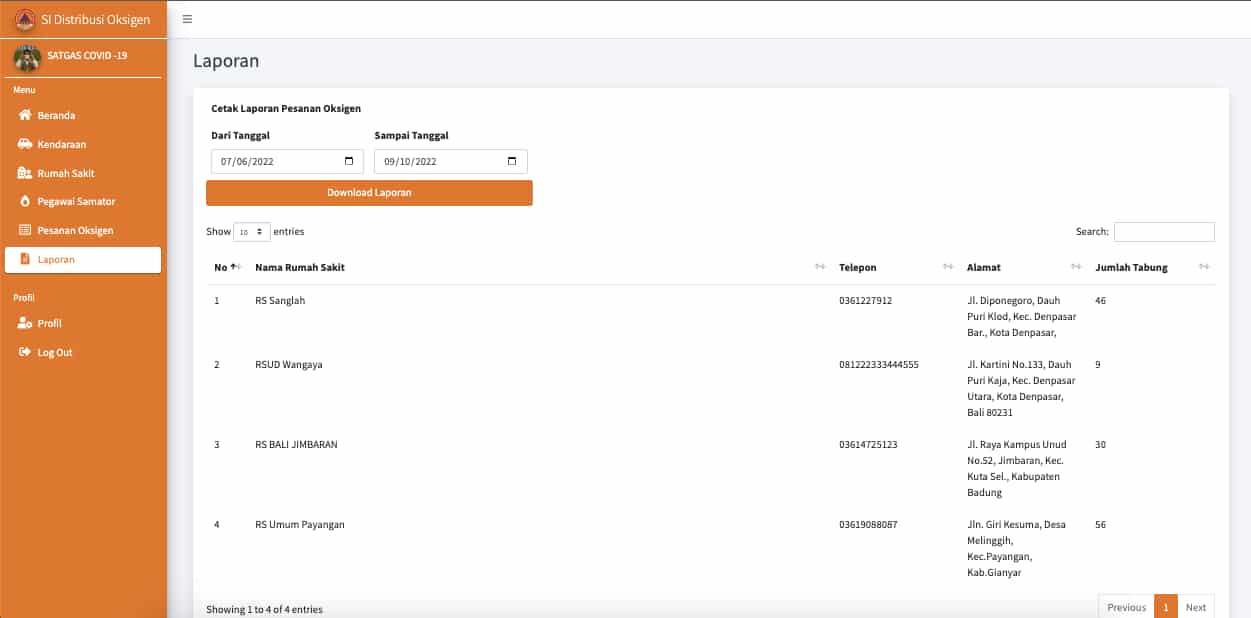 SI Distribusi Oksigen
SATGAS COVID -19
Menu
Beranda
Kendaraan
Rumah Sakit
Pegawai Samator
Pesanan Oksigen
Laporan
Profil
Profil
Log Out
Laporan
Cetak Laporan Pesanan Oksigen
Dari Tanggal Sampai Tanggal
07/06/2022 09/10/2022
Download Laporan
Show 10 entries Search:
No Nama Rumah Sakit Telepon Alamat Jumlah Tabung
1 RS Sanglah 0361227912 Jl. Diponegoro, Dauh 46
Puri Klod, Kec. Denpasar
Bar., Kota Denpasar,
2 RSUD Wangaya 081222333444555 Jl. Kartini No.133, Dauh 9
Puri Kaja, Kec. Denpasar
Utara, Kota Denpasar,
Bali 80231
3 RS BALI JIMBARAN 03614725123 Jl. Raya Kampus Unud 30
No.52, Jimbaran, Kec.
Kuta Sel., Kabupaten
Badung
4 RS Umum Payangan 03619088087 Jln. Giri Kesuma, Desa 56
Melinggih,
Kec.Payangan,
Kab.Gianyar
Showing 1 to 4 of 4 entries
Previous 1 Next